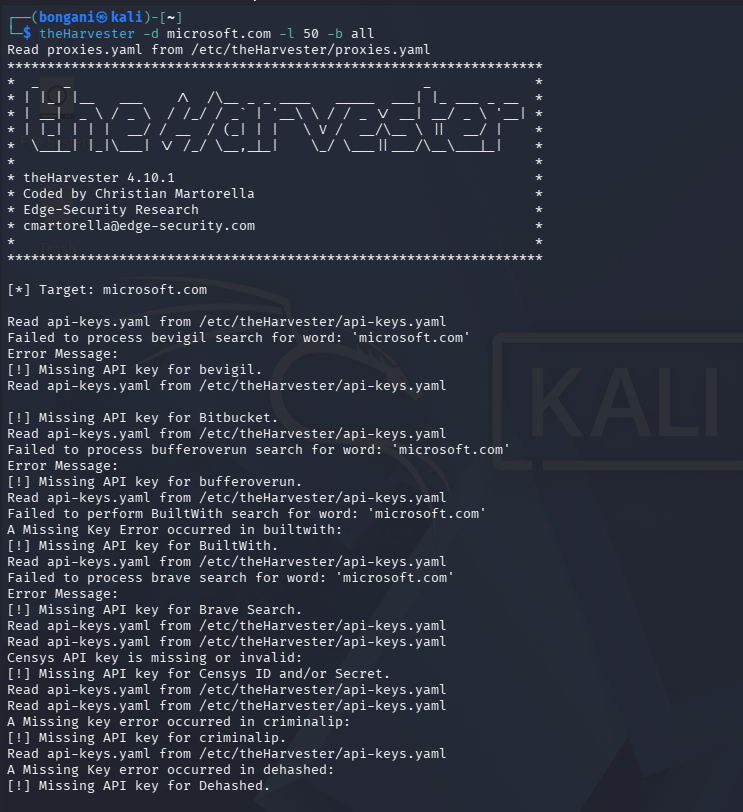 ┌──(bongani㉿kali)-[~]
└─$ theHarvester -d microsoft.com -l 50 -b all
Read proxies.yaml from /etc/theHarvester/proxies.yaml
*******************************************************************
theHarvester
* theHarvester 4.10.1 *
* Coded by Christian Martorella *
* Edge-Security Research *
* cmartorella@edge-security.com *
* *
*******************************************************************
[*] Target: microsoft.com
Read api-keys.yaml from /etc/theHarvester/api-keys.yaml
Failed to process bevigil search for word: 'microsoft.com'
Error Message:
[!] Missing API key for bevigil.
Read api-keys.yaml from /etc/theHarvester/api-keys.yaml
[!] Missing API key for Bitbucket.
Read api-keys.yaml from /etc/theHarvester/api-keys.yaml
Failed to process bufferoverun search for word: 'microsoft.com'
Error Message:
[!] Missing API key for bufferoverun.
Read api-keys.yaml from /etc/theHarvester/api-keys.yaml
Failed to perform BuiltWith search for word: 'microsoft.com'
A Missing Key Error occurred in builtwith:
[!] Missing API key for BuiltWith.
Read api-keys.yaml from /etc/theHarvester/api-keys.yaml
Failed to process brave search for word: 'microsoft.com'
Error Message:
[!] Missing API key for Brave Search.
Read api-keys.yaml from /etc/theHarvester/api-keys.yaml
Read api-keys.yaml from /etc/theHarvester/api-keys.yaml
Censys API key is missing or invalid:
[!] Missing API key for Censys ID and/or Secret.
Read api-keys.yaml from /etc/theHarvester/api-keys.yaml
Read api-keys.yaml from /etc/theHarvester/api-keys.yaml
A Missing key error occurred in criminalip:
[!] Missing API key for criminalip.
Read api-keys.yaml from /etc/theHarvester/api-keys.yaml
A Missing Key error occurred in dehashed:
[!] Missing API key for Dehashed.
KALI